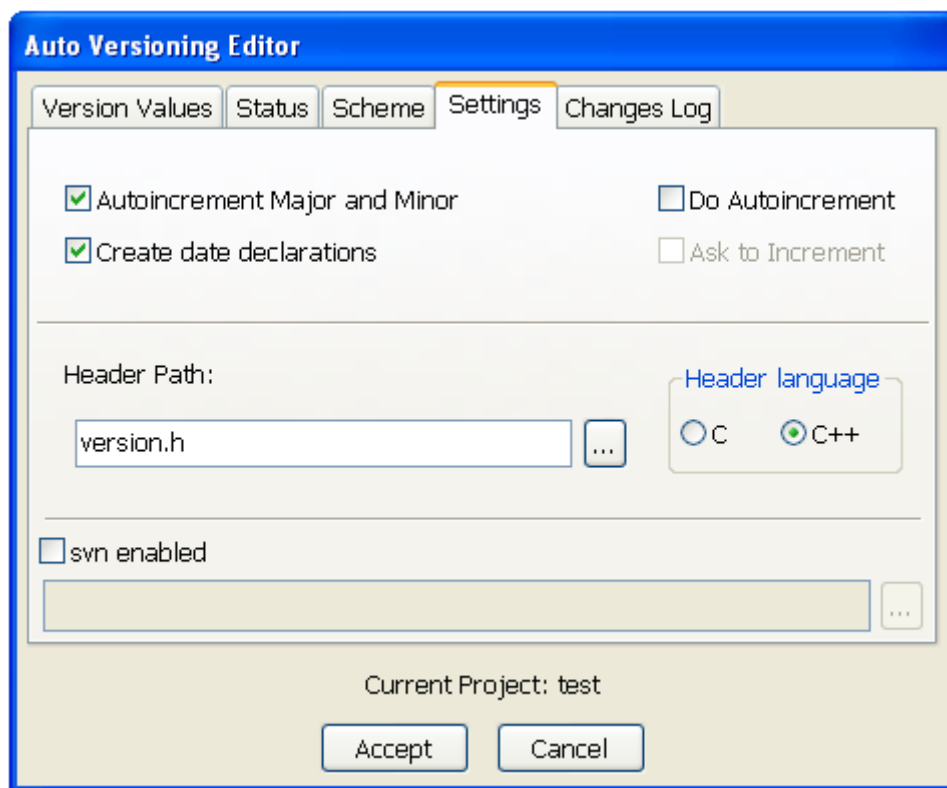 Auto Versioning Editor
Version Values Status Scheme Settings Changes Log
Autoincrement Major and Minor Do Autoincrement
Create date declarations Ask to Increment
Header Path: Header language
version.h ... C C++
svn enabled
...
Current Project: test
Accept Cancel